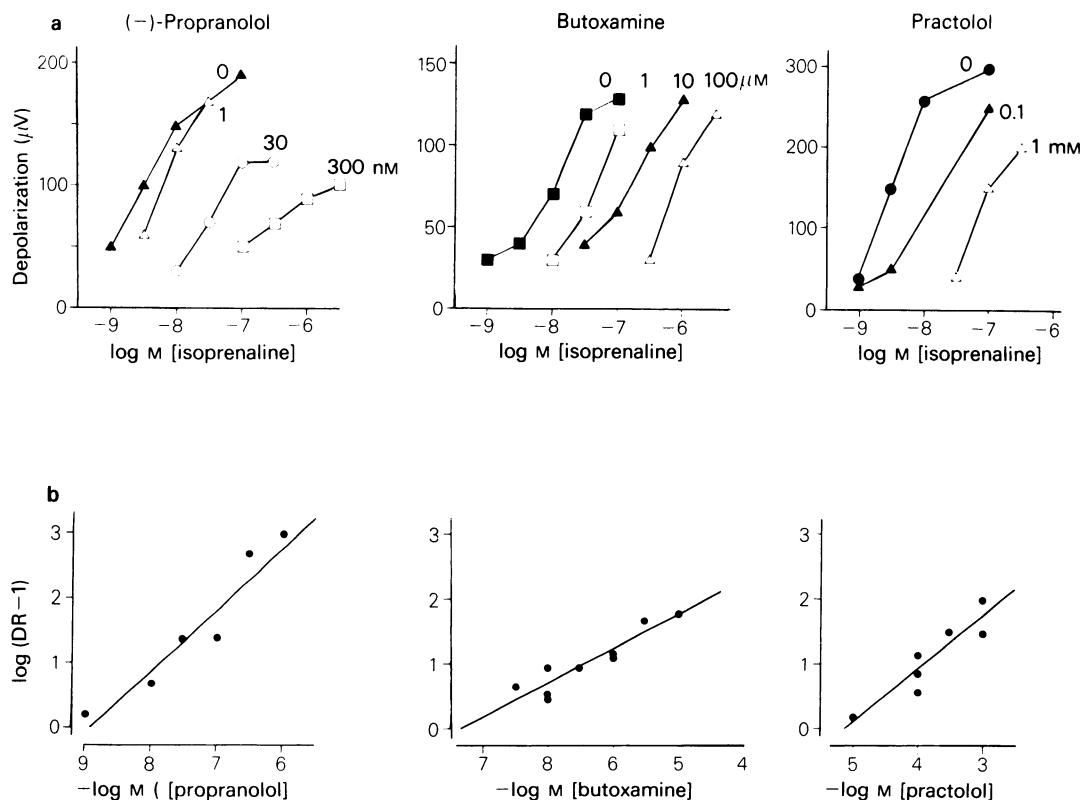 a
(−)-Propranolol
Butoxamine
Practolol
Depolarization (μV)
200
100
0
0
1
30
300 nM
−9 −8 −7 −6
log M [isoprenaline]
150
100
50
0
0 1 10 100μM
−9 −8 −7 −6
log M [isoprenaline]
300
200
100
0
0
0.1
1 mM
−9 −8 −7 −6
log M [isoprenaline]
b
log (DR−1)
3
2
1
0
9 8 7 6
−log M ( [propranolol]
3
2
1
0
7 8 6 5 4
−log M [butoxamine]
3
2
1
0
5 4 3
−log M [practolol]